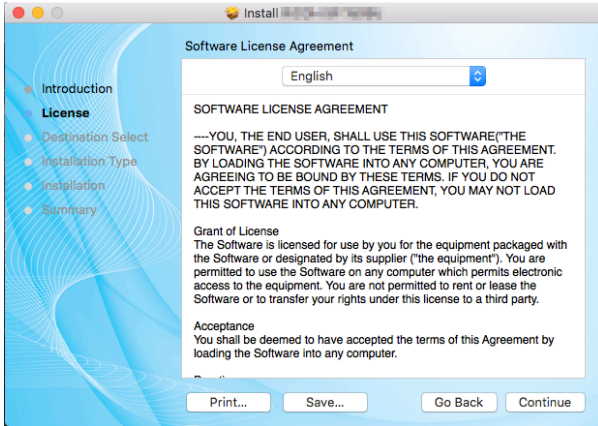 Install
Software License Agreement
English
Introduction
License
Destination Select
Installation Type
Installation
Summary
SOFTWARE LICENSE AGREEMENT
----YOU, THE END USER, SHALL USE THIS SOFTWARE("THE
SOFTWARE") ACCORDING TO THE TERMS OF THIS AGREEMENT.
BY LOADING THE SOFTWARE INTO ANY COMPUTER, YOU ARE
AGREEING TO BE BOUND BY THESE TERMS. IF YOU DO NOT
ACCEPT THE TERMS OF THIS AGREEMENT, YOU MAY NOT LOAD
THIS SOFTWARE INTO ANY COMPUTER.
Grant of License
The Software is licensed for use by you for the equipment packaged with
the Software or designated by its supplier ("the equipment"). You are
permitted to use the Software on any computer which permits electronic
access to the equipment. You are not permitted to rent or lease the
Software or to transfer your rights under this license to a third party.
Acceptance
You shall be deemed to have accepted the terms of this Agreement by
loading the Software into any computer.
Print...
Save...
Go Back
Continue